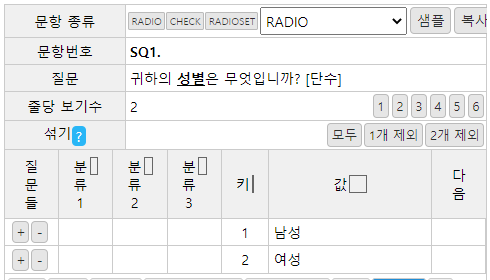 문항 종류 RADIO CHECK RADIOSET RADIO 샘플 복사
문항번호 SQ1.
질문 귀하의 성별은 무엇입니까? [단수]
줄당 보기수 2 1 2 3 4 5 6
섞기 ? 모두 1개 제외 2개 제외
질문들 분류1 분류2 분류3 키 값 다음
+ - 1 남성
+ - 2 여성